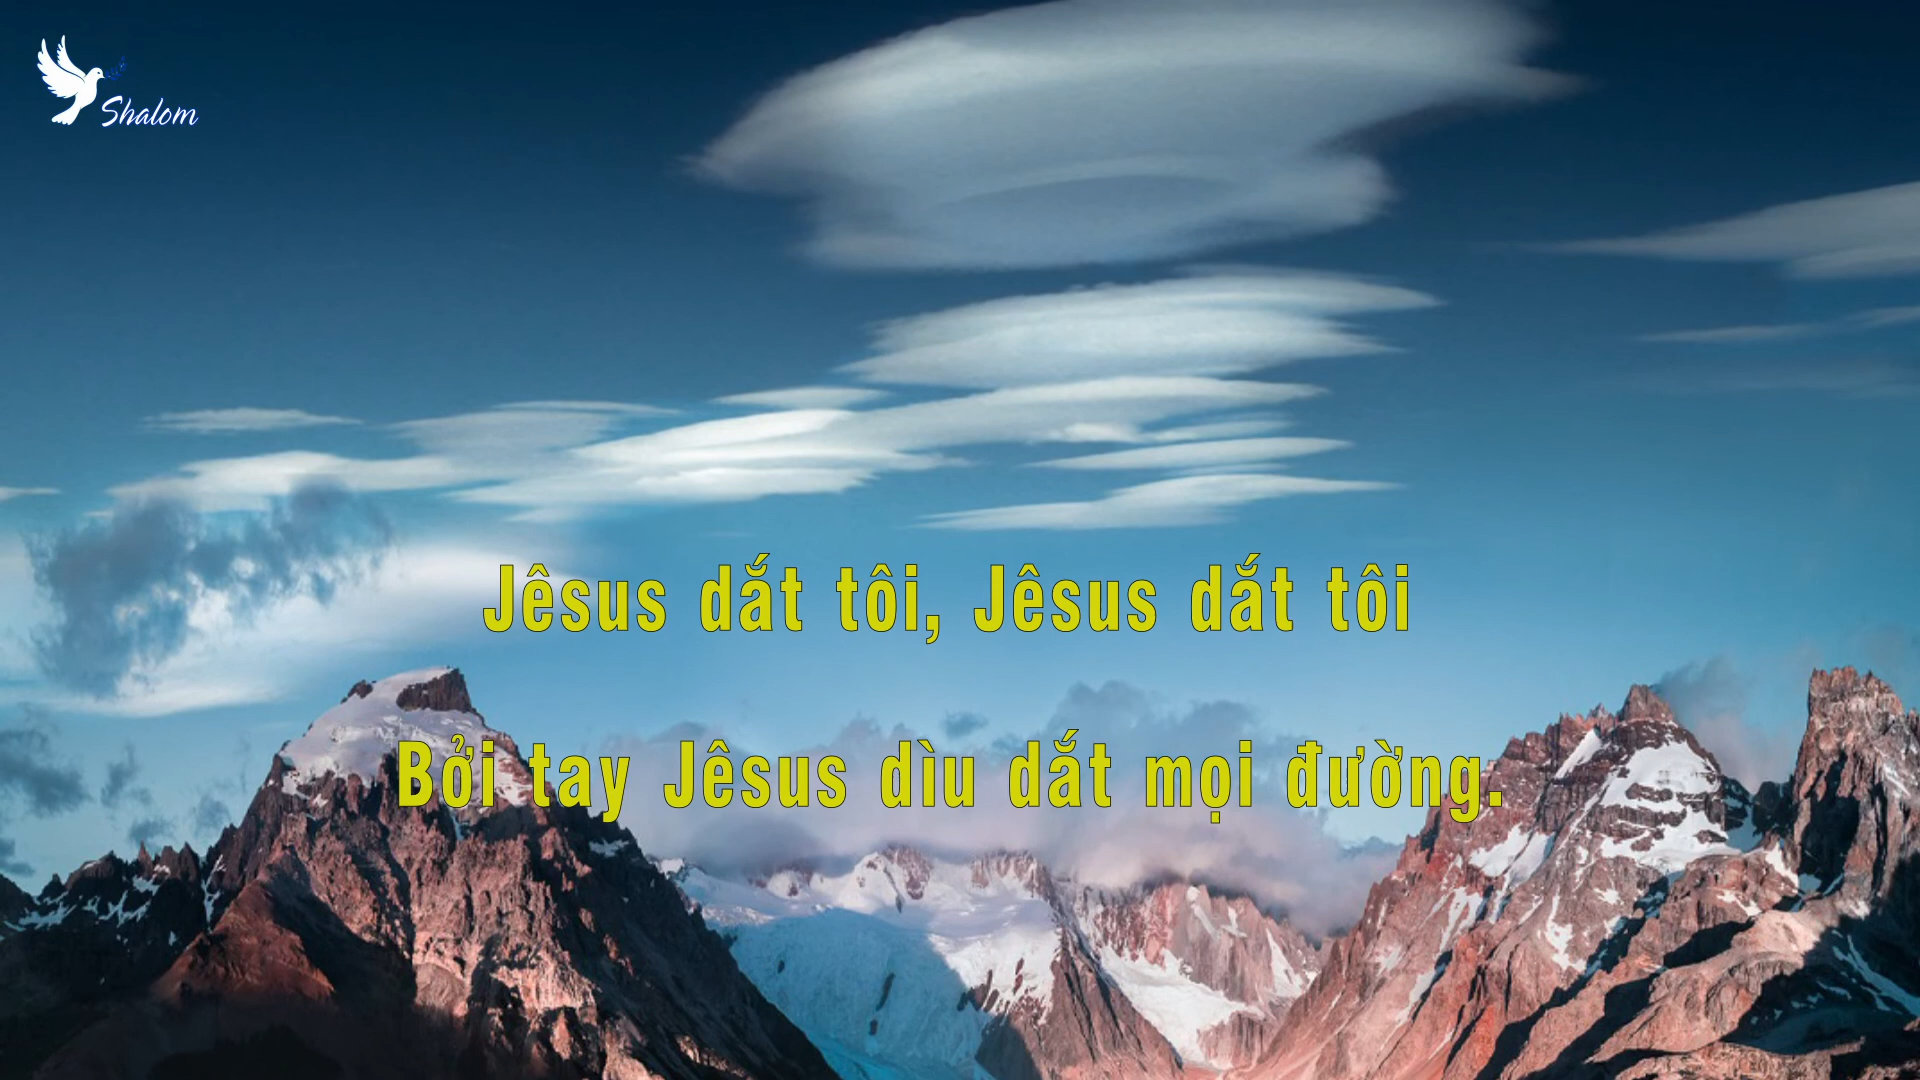 Shalom
Jêsus dắt tôi, Jêsus dắt tôi
Bởi tay Jêsus dìu dắt mọi đường.